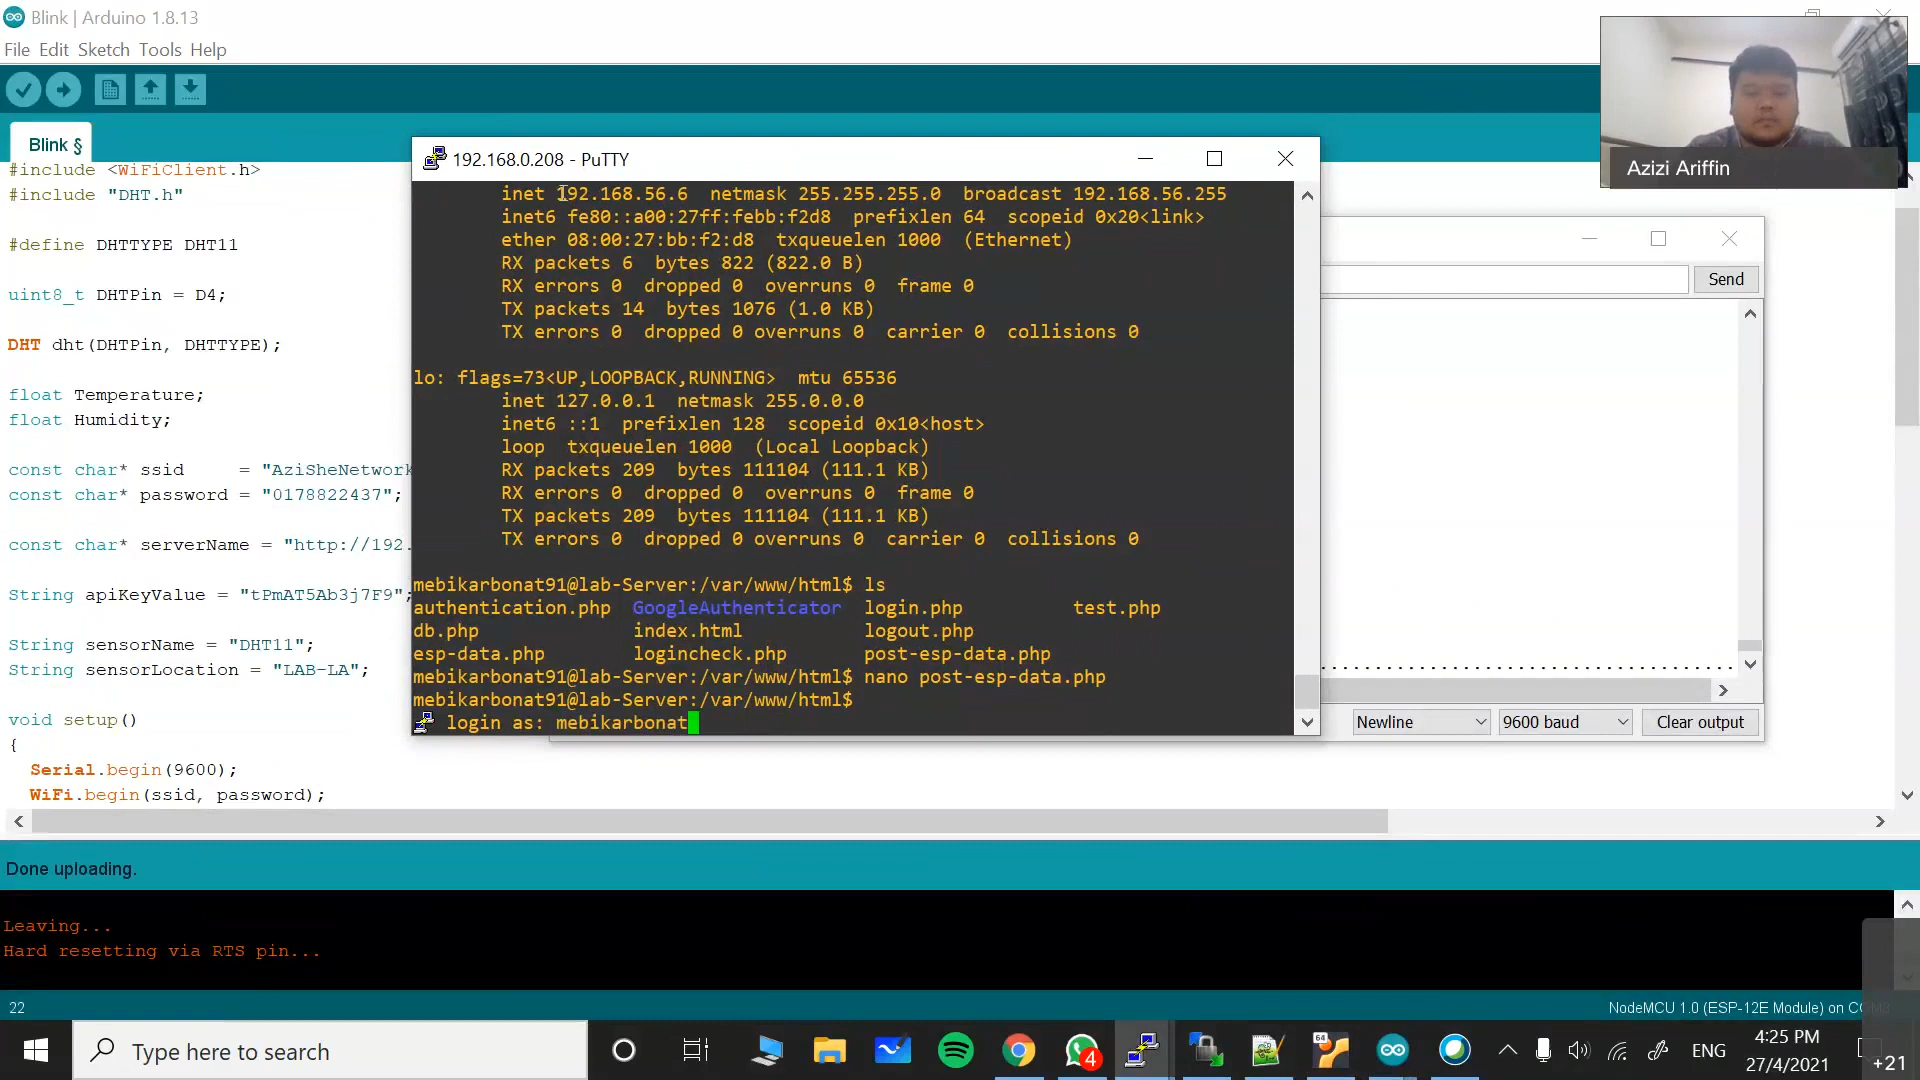 Blink | Arduino 1.8.13
File Edit Sketch Tools Help
Blink §
#include <WiFiClient.h>
#include "DHT.h"
#define DHTTYPE DHT11
uint8_t DHTPin = D4;
DHT dht(DHTPin, DHTTYPE);
float Temperature;
float Humidity;
const char* ssid     = "AziSheNetwork
const char* password = "0178822437";
const char* serverName = "http://192.
String apiKeyValue = "tPmAT5Ab3j7F9";
String sensorName = "DHT11";
String sensorLocation = "LAB-LA";
void setup()
{
Serial.begin(9600);
WiFi.begin(ssid, password);
192.168.0.208 - PuTTY
inet 192.168.56.6  netmask 255.255.255.0  broadcast 192.168.56.255
inet6 fe80::a00:27ff:febb:f2d8  prefixlen 64  scopeid 0x20<link>
ether 08:00:27:bb:f2:d8  txqueuelen 1000  (Ethernet)
RX packets 6  bytes 822 (822.0 B)
RX errors 0  dropped 0  overruns 0  frame 0
TX packets 14  bytes 1076 (1.0 KB)
TX errors 0  dropped 0 overruns 0  carrier 0  collisions 0
lo: flags=73<UP,LOOPBACK,RUNNING>  mtu 65536
inet 127.0.0.1  netmask 255.0.0.0
inet6 ::1  prefixlen 128  scopeid 0x10<host>
loop  txqueuelen 1000  (Local Loopback)
RX packets 209  bytes 111104 (111.1 KB)
RX errors 0  dropped 0  overruns 0  frame 0
TX packets 209  bytes 111104 (111.1 KB)
TX errors 0  dropped 0 overruns 0  carrier 0  collisions 0
mebikarbonat91@lab-Server:/var/www/html$ ls
authentication.php  GoogleAuthenticator  login.php  test.php
db.php  index.html  logout.php
esp-data.php  logincheck.php  post-esp-data.php
mebikarbonat91@lab-Server:/var/www/html$ nano post-esp-data.php
mebikarbonat91@lab-Server:/var/www/html$
login as: mebikarbonat
Azizi Ariffin
Send
Newline  9600 baud  Clear output
Done uploading.
Leaving...
Hard resetting via RTS pin...
22
NodeMCU 1.0 (ESP-12E Module) on CO
Type here to search
4
64
ENG
4:25 PM
27/4/2021
+21